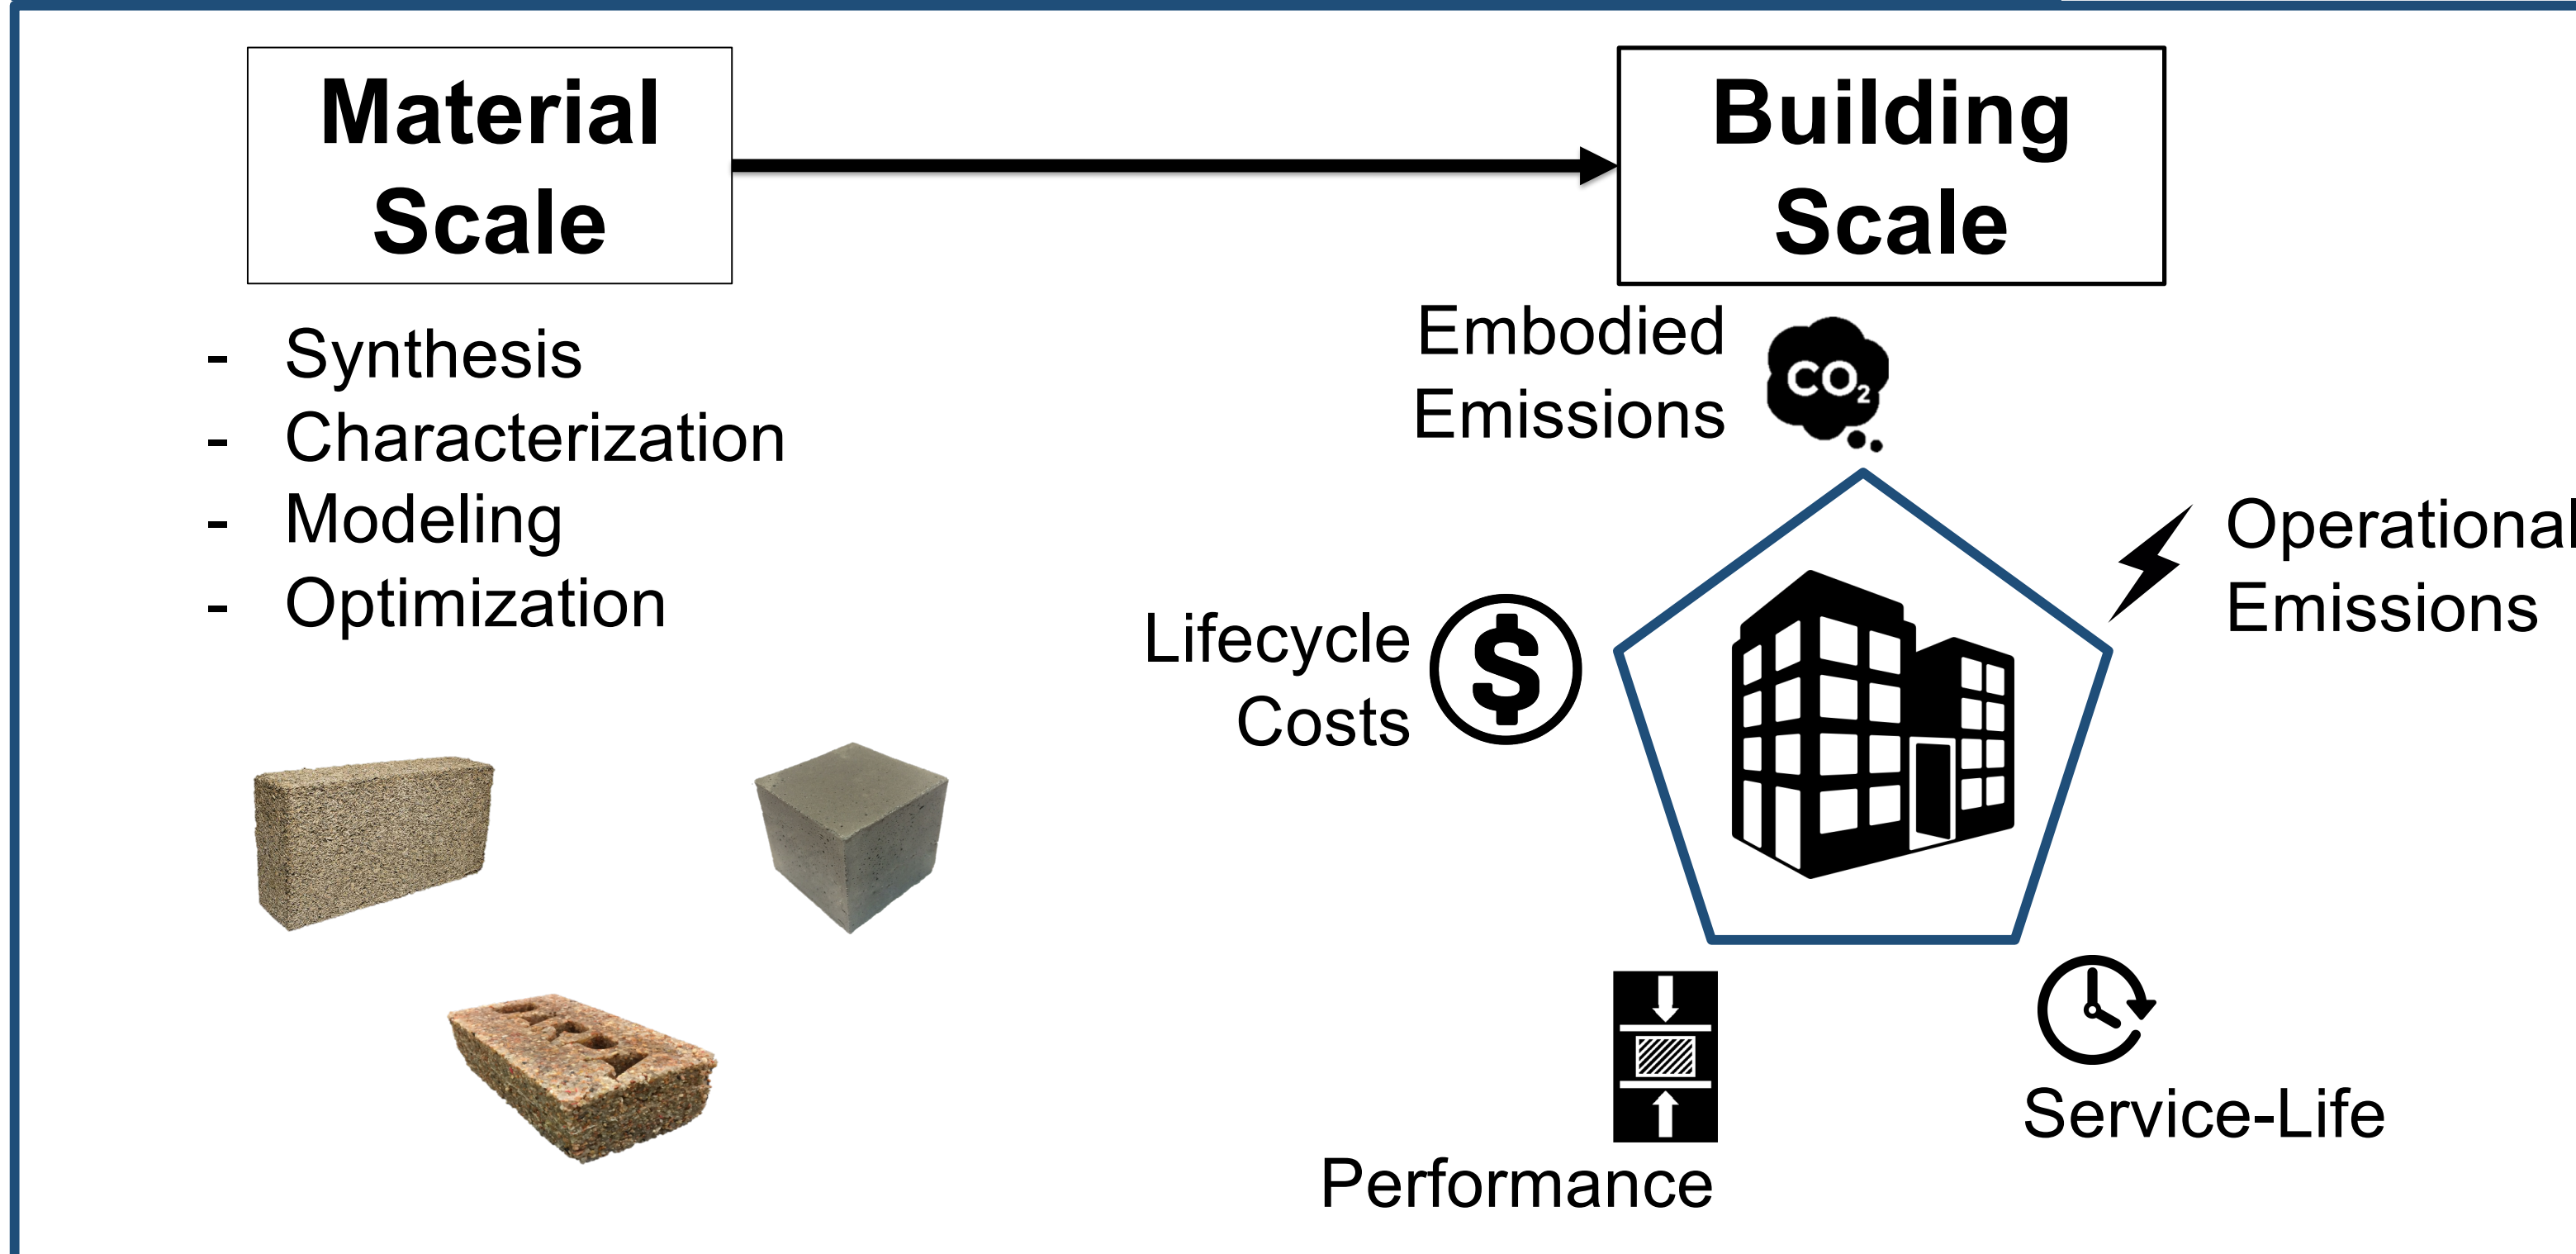 Material
Scale
Building
Scale
- Synthesis
- Characterization
- Modeling
- Optimization
Embodied
Emissions
CO₂
Operational
Emissions
Lifecycle
Costs
$
Performance
Service-Life